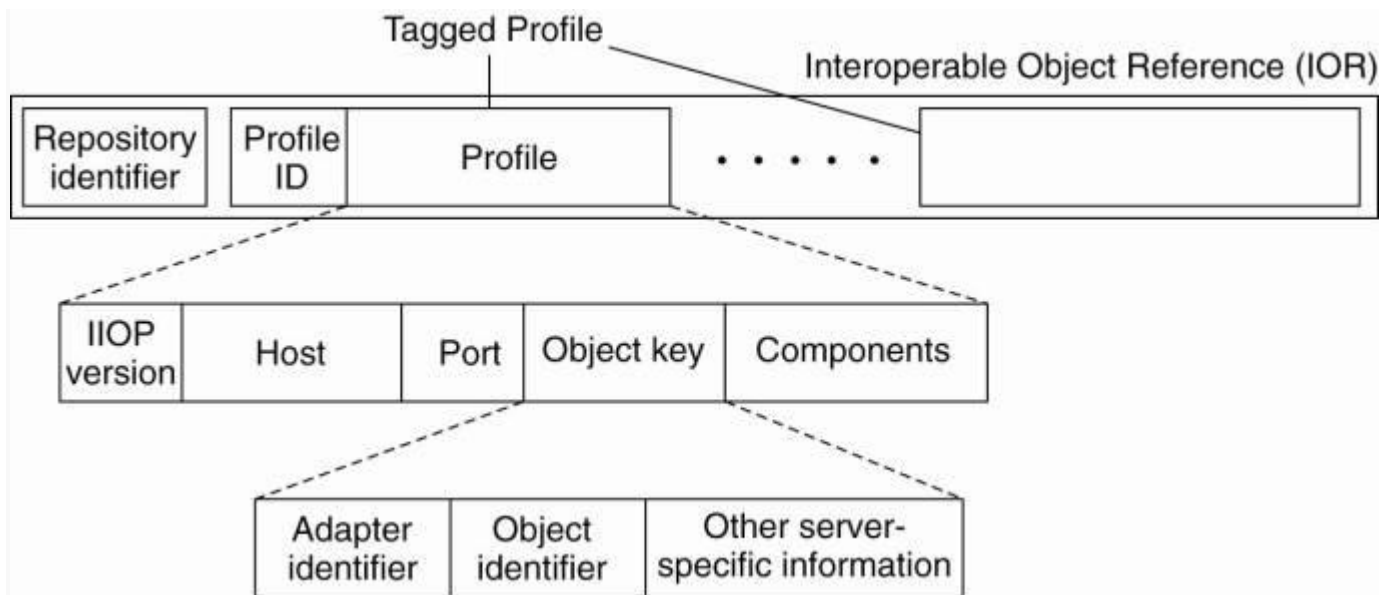 Tagged Profile
Interoperable Object Reference (IOR)
Repository
identifier
Profile
ID
Profile
IIOP
version
Host
Port
Object key
Components
Adapter
identifier
Object
identifier
Other server-
specific information